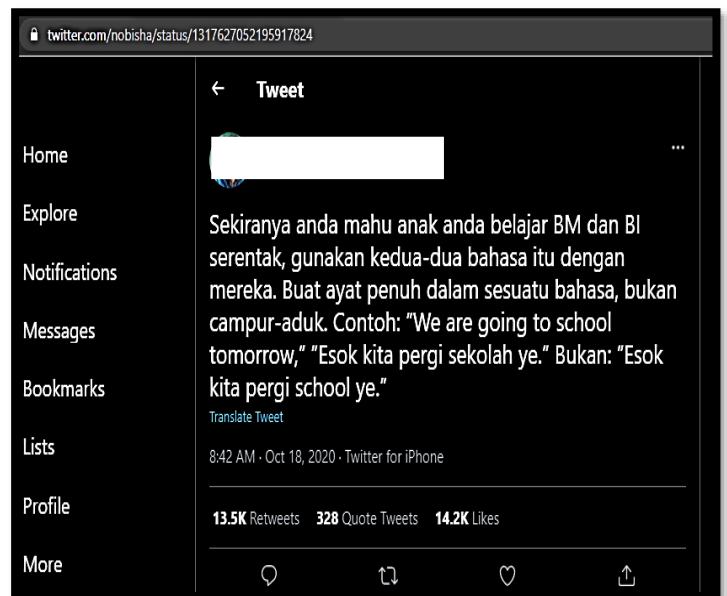 twitter.com/nobisha/status/1317627052195917824
← Tweet
Home
Explore
Notifications
Messages
Bookmarks
Lists
Profile
More
Sekiranya anda mahu anak anda belajar BM dan BI
serentak, gunakan kedua-dua bahasa itu dengan
mereka. Buat ayat penuh dalam sesuatu bahasa, bukan
campur-aduk. Contoh: "We are going to school
tomorrow," "Esok kita pergi sekolah ye." Bukan: "Esok
kita pergi school ye."
Translate Tweet
8:42 AM · Oct 18, 2020 · Twitter for iPhone
13.5K Retweets 328 Quote Tweets 14.2K Likes